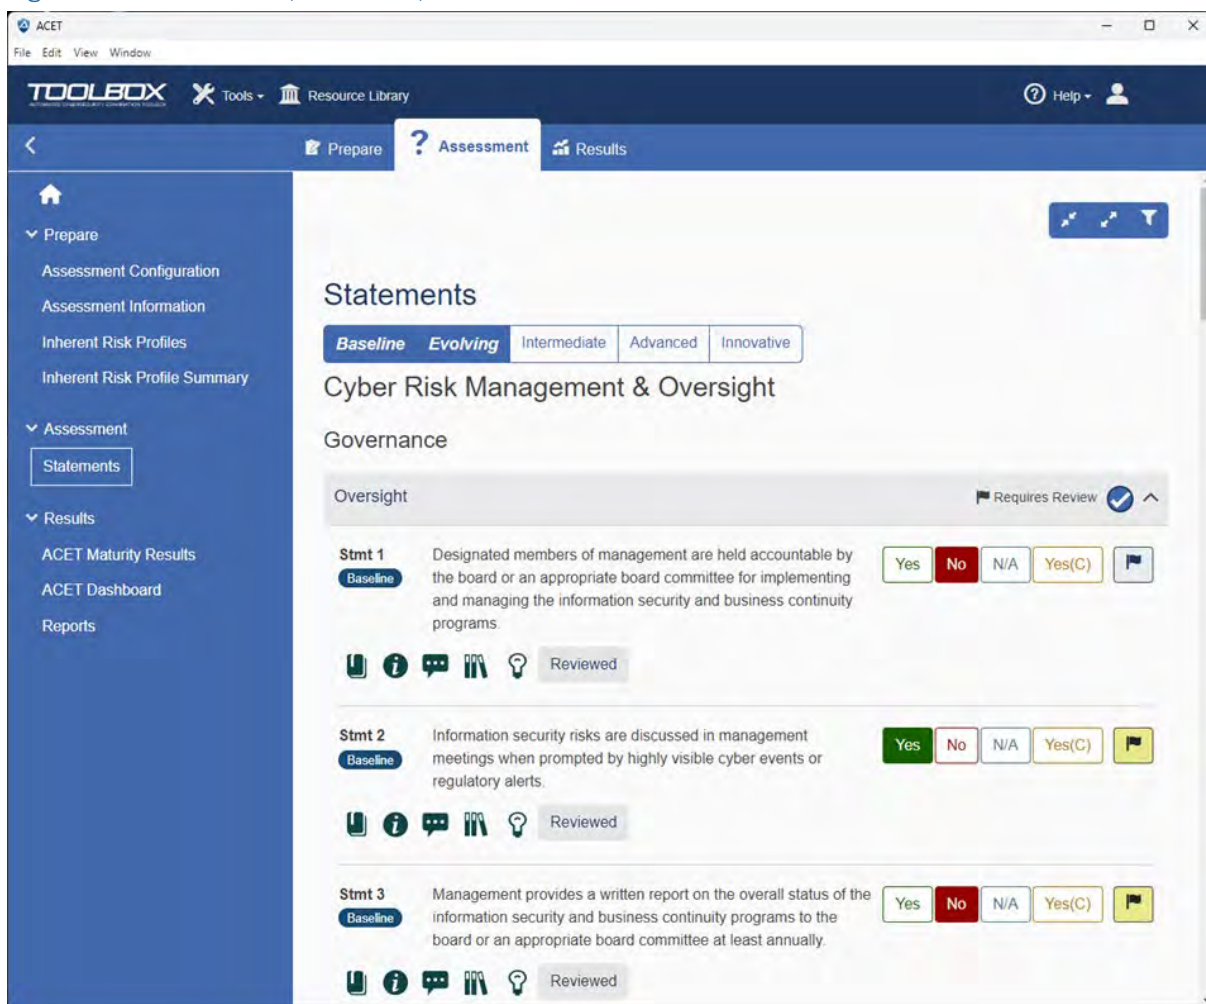 ACET
File Edit View Window
TOOLBOX
Tools
Resource Library
Help
Prepare
Assessment
Results
Prepare
Assessment Configuration
Assessment Information
Inherent Risk Profiles
Inherent Risk Profile Summary
Assessment
Statements
Results
ACET Maturity Results
ACET Dashboard
Reports
Statements
Baseline Evolving Intermediate Advanced Innovative
Cyber Risk Management & Oversight
Governance
Oversight
Requires Review
Stmt 1
Baseline
Designated members of management are held accountable by
the board or an appropriate board committee for implementing
and managing the information security and business continuity
programs.
Yes No N/A Yes(C)
Reviewed
Stmt 2
Baseline
Information security risks are discussed in management
meetings when prompted by highly visible cyber events or
regulatory alerts.
Yes No N/A Yes(C)
Reviewed
Stmt 3
Baseline
Management provides a written report on the overall status of the
information security and business continuity programs to the
board or an appropriate board committee at least annually.
Yes No N/A Yes(C)
Reviewed